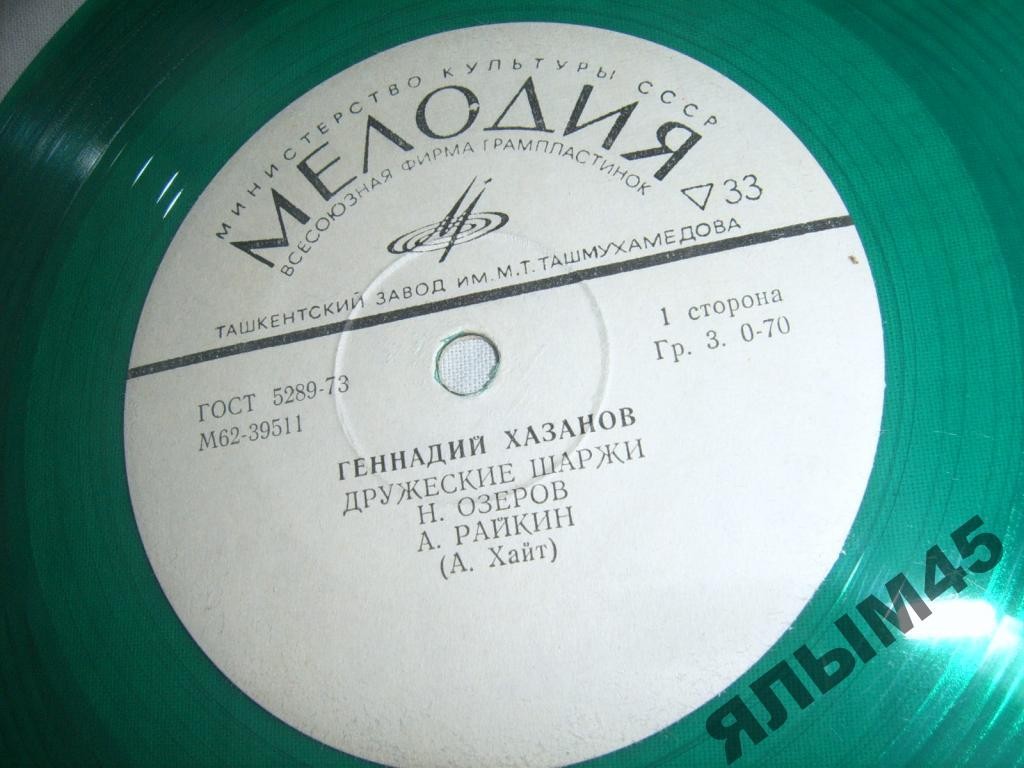 МИНИСТЕРСТВО КУЛЬТУРЫ СССР
МЕЛОДИЯ
ВСЕСОЮЗНАЯ ФИРМА ГРАМПЛАСТИНОК
33
ТАШКЕНТСКИЙ ЗАВОД ИМ. М. Т. ТАШМУХАМЕДОВА
ГОСТ 5289-73
М62-39511
1 сторона
Гр. 3. 0-70
ГЕННАДИЙ ХАЗАНОВ
ДРУЖЕСКИЕ ШАРЖИ
Н. ОЗЕРОВ
А. РАЙКИН
(А. Хайт)
ЯЛЫМ45